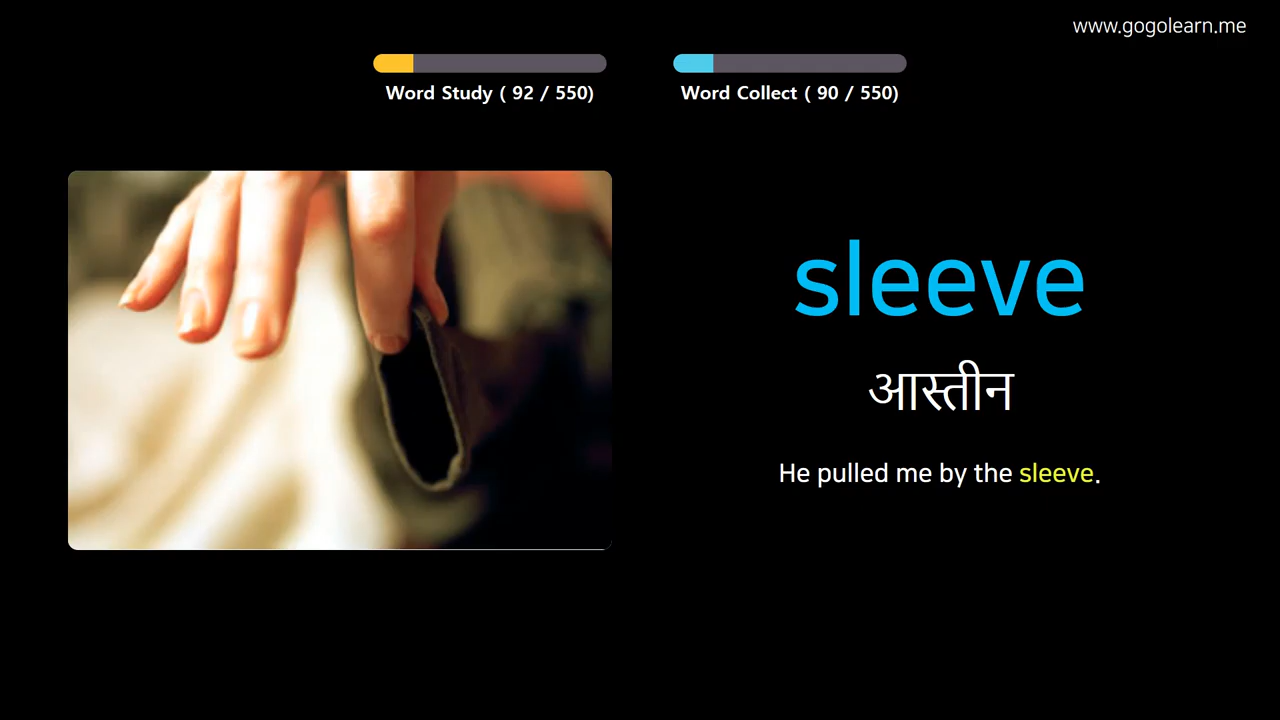 www.gogolearn.me
Word Study ( 92 / 550)
Word Collect ( 90 / 550)
sleeve
आस्तीन
He pulled me by the sleeve.